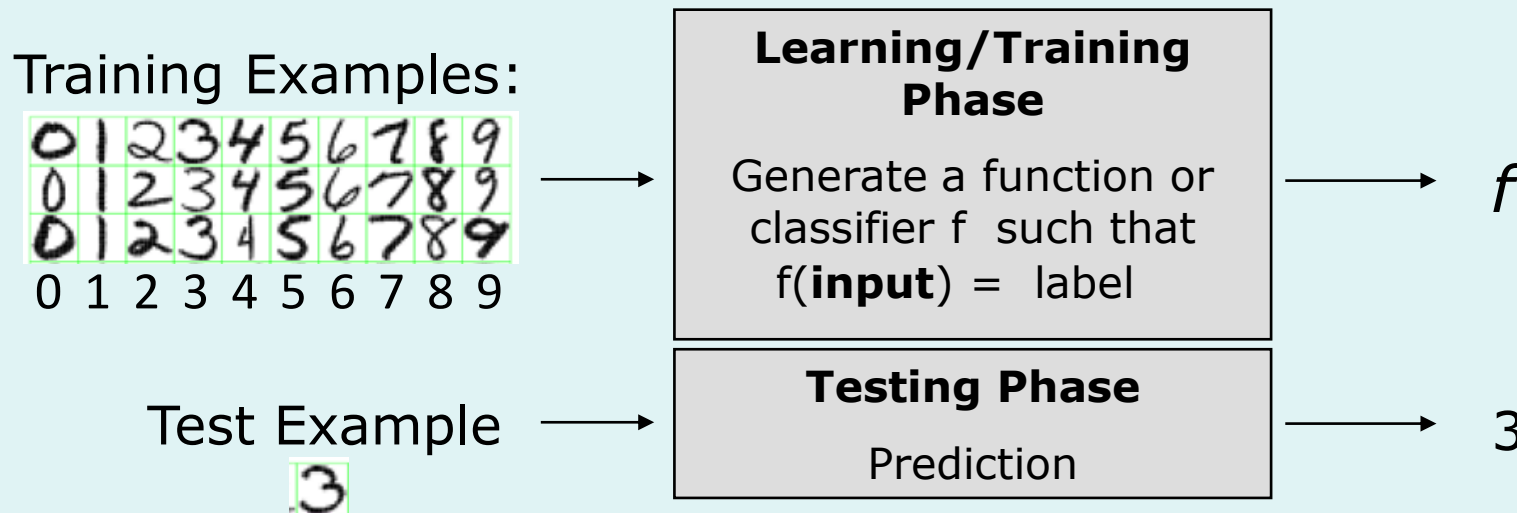 Training Examples:
0 1 2 3 4 5 6 7 8 9
0 1 2 3 4 5 6 7 8 9
0 1 2 3 4 5 6 7 8 9
0 1 2 3 4 5 6 7 8 9
Learning/Training
Phase
Generate a function or
classifier f such that
f(input) = label
f
Test Example
3
Testing Phase
Prediction
3